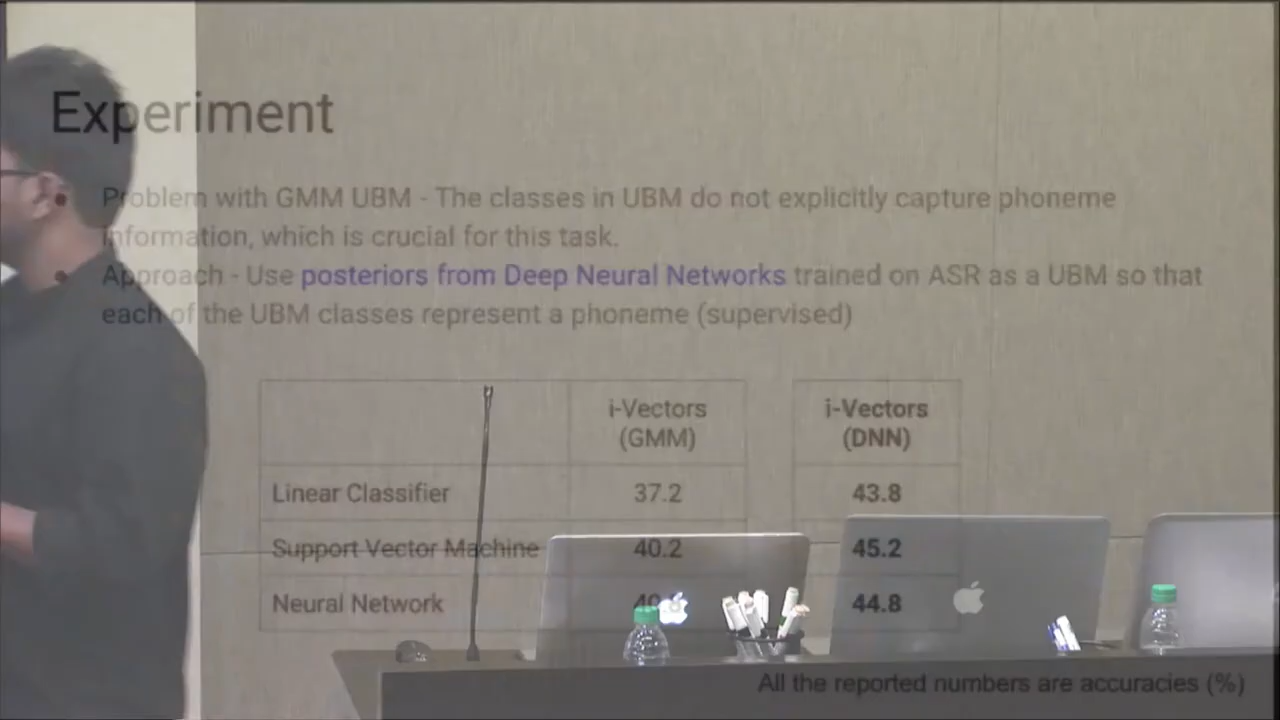 Experiment
Problem with GMM UBM - The classes in UBM do not explicitly capture phoneme
information, which is crucial for this task.
Approach - Use posteriors from Deep Neural Networks trained on ASR as a UBM so that
each of the UBM classes represent a phoneme (supervised)
i-Vectors (GMM) i-Vectors (DNN)
Linear Classifier 37.2 43.8
Support Vector Machine 40.2 45.2
Neural Network 44.8
All the reported numbers are accuracies (%)